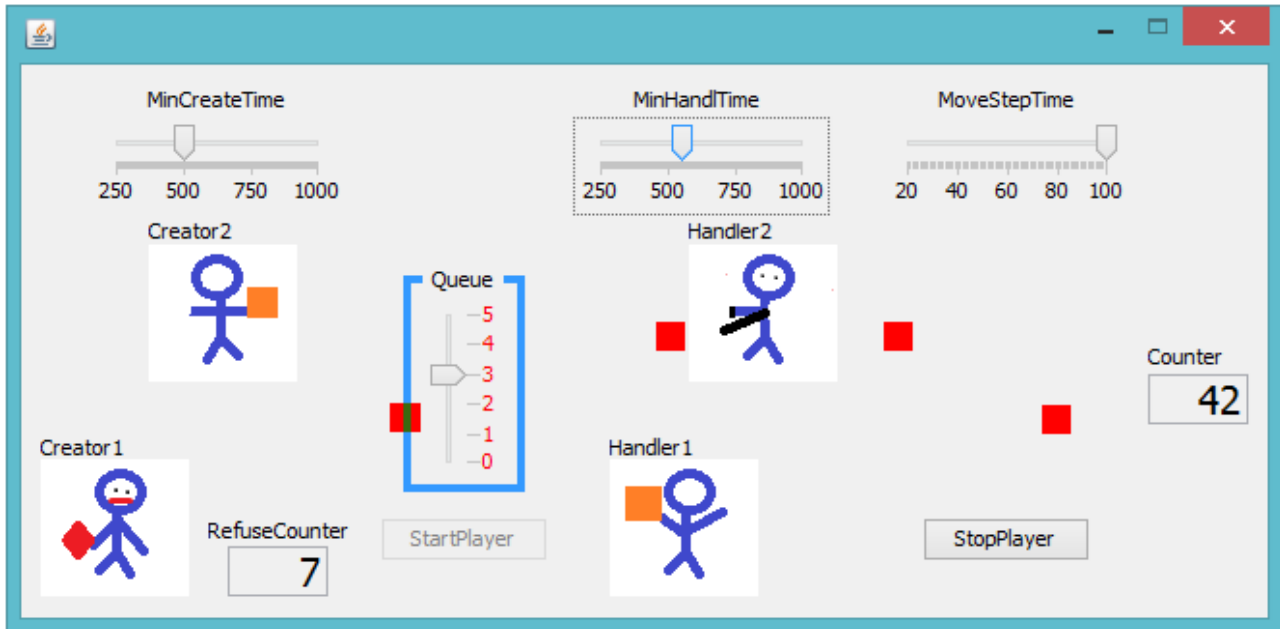 MinCreateTime
250 500 750 1000
MinHandlTime
250 500 750 1000
MoveStepTime
20 40 60 80 100
Creator2
Queue
5
4
3
2
1
0
Handler2
Counter
42
Creator1
RefuseCounter
7
StartPlayer
Handler1
StopPlayer